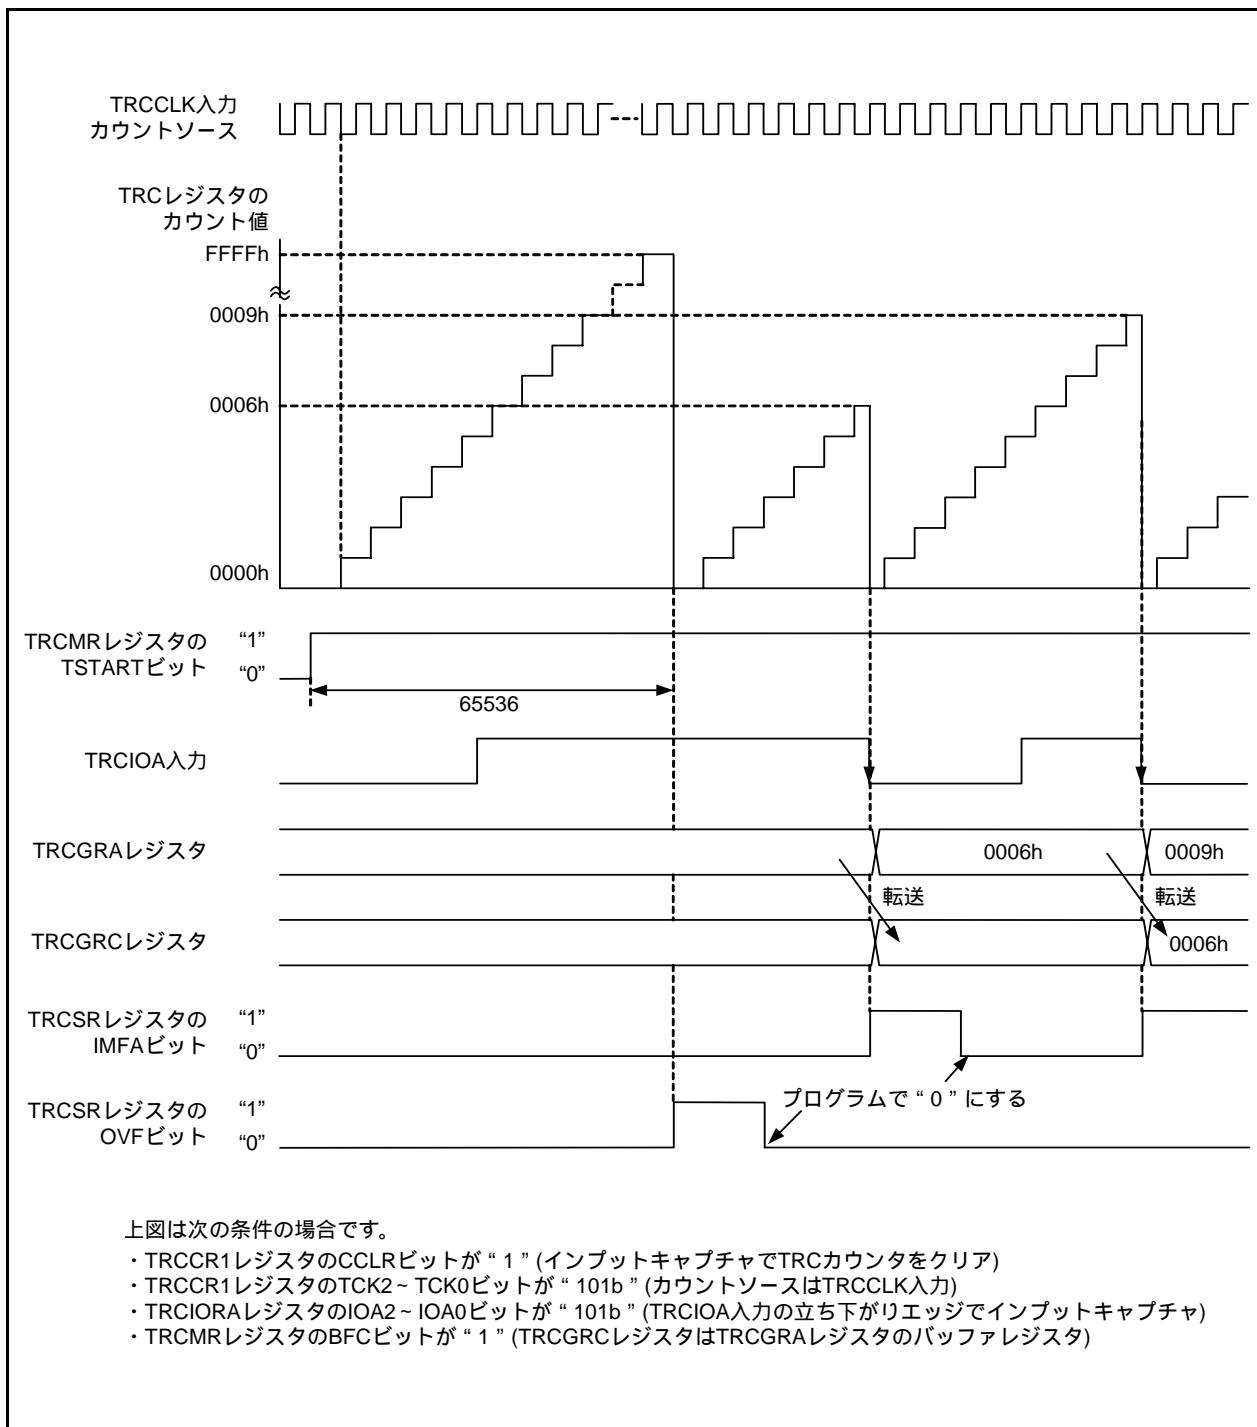 TRCCLK入力
カウントソース
TRCレジスタの
カウント値
FFFFh
0009h
0006h
0000h
TRCMRレジスタの “1”
TSTARTビット “0”
65536
TRCIOA入力
TRCGRAレジスタ 0006h 0009h
転送 転送
TRCGRCレジスタ 0006h
TRCSRレジスタの “1”
IMFAビット “0”
プログラムで “ 0 ” にする
TRCSRレジスタの “1”
OVFビット “0”
上図は次の条件の場合です。
・TRCCR1レジスタのCCLRビットが “ 1 ” (インプットキャプチャでTRCカウンタをクリア)
・TRCCR1レジスタのTCK2~ TCK0ビットが “ 101b ” (カウントソースはTRCCLK入力)
・TRCIORAレジスタのIOA2~ IOA0ビットが “ 101b ” (TRCIOA入力の立ち下がりエッジでインプットキャプチャ)
・TRCMRレジスタのBFCビットが “ 1 ” (TRCGRCレジスタはTRCGRAレジスタのバッファレジスタ)